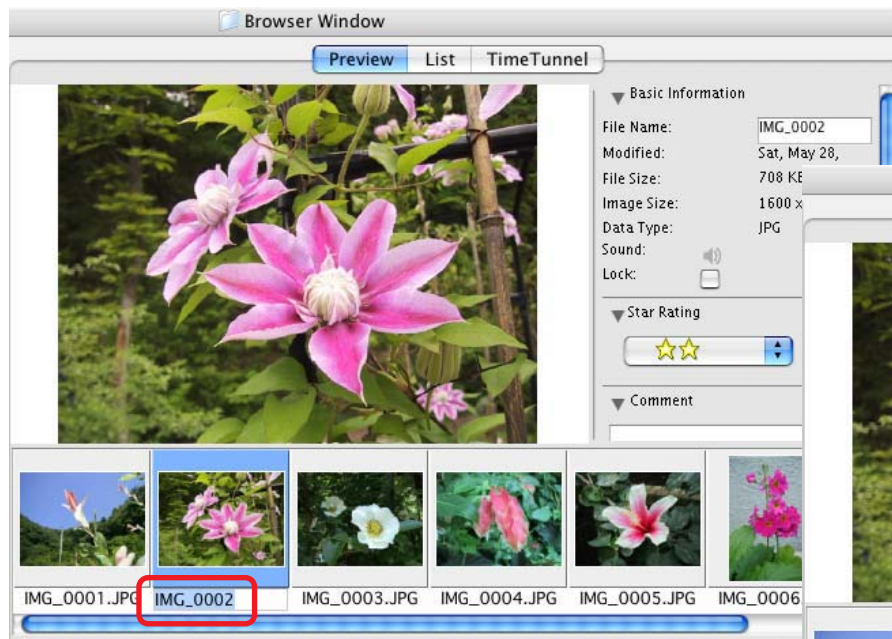 Browser Window
Preview List TimeTunnel
Basic Information
File Name: IMG_0002
Modified: Sat, May 28,
File Size: 708 KB
Image Size: 1600 x
Data Type: JPG
Sound:
Lock:
Star Rating
Comment
IMG_0001.JPG IMG_0002 IMG_0003.JPG IMG_0004.JPG IMG_0005.JPG IMG_0006